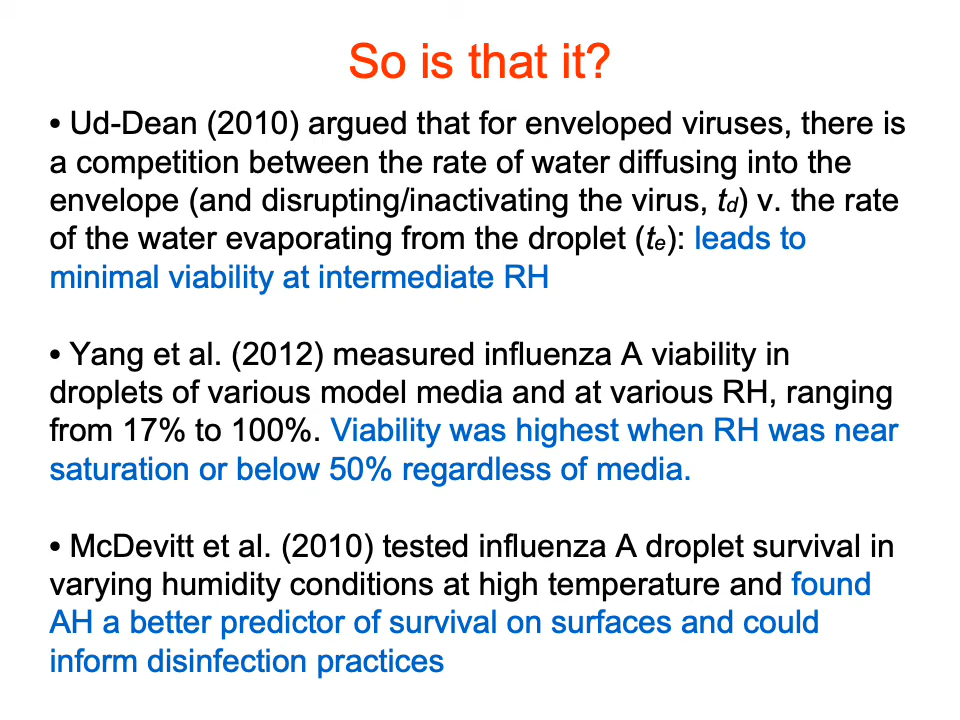 So is that it?
• Ud-Dean (2010) argued that for enveloped viruses, there is
a competition between the rate of water diffusing into the
envelope (and disrupting/inactivating the virus, td) v. the rate
of the water evaporating from the droplet (te): leads to
minimal viability at intermediate RH
• Yang et al. (2012) measured influenza A viability in
droplets of various model media and at various RH, ranging
from 17% to 100%. Viability was highest when RH was near
saturation or below 50% regardless of media.
• McDevitt et al. (2010) tested influenza A droplet survival in
varying humidity conditions at high temperature and found
AH a better predictor of survival on surfaces and could
inform disinfection practices